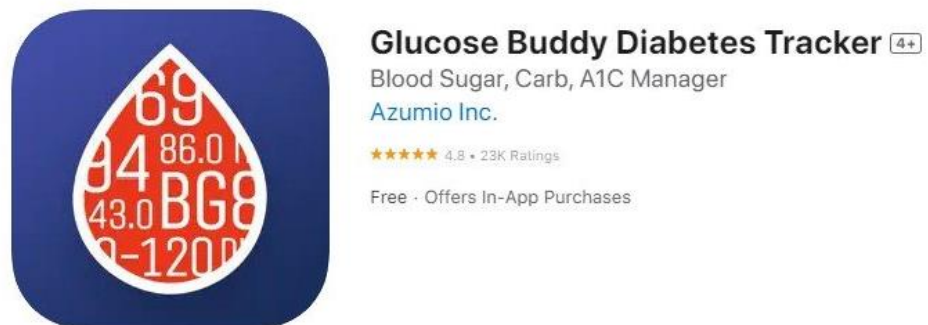 69
94 86.0
43.0 BG8
-120
Glucose Buddy Diabetes Tracker 4+
Blood Sugar, Carb, A1C Manager
Azumio Inc.
★★★★★ 4.8 • 23K Ratings
Free · Offers In-App Purchases